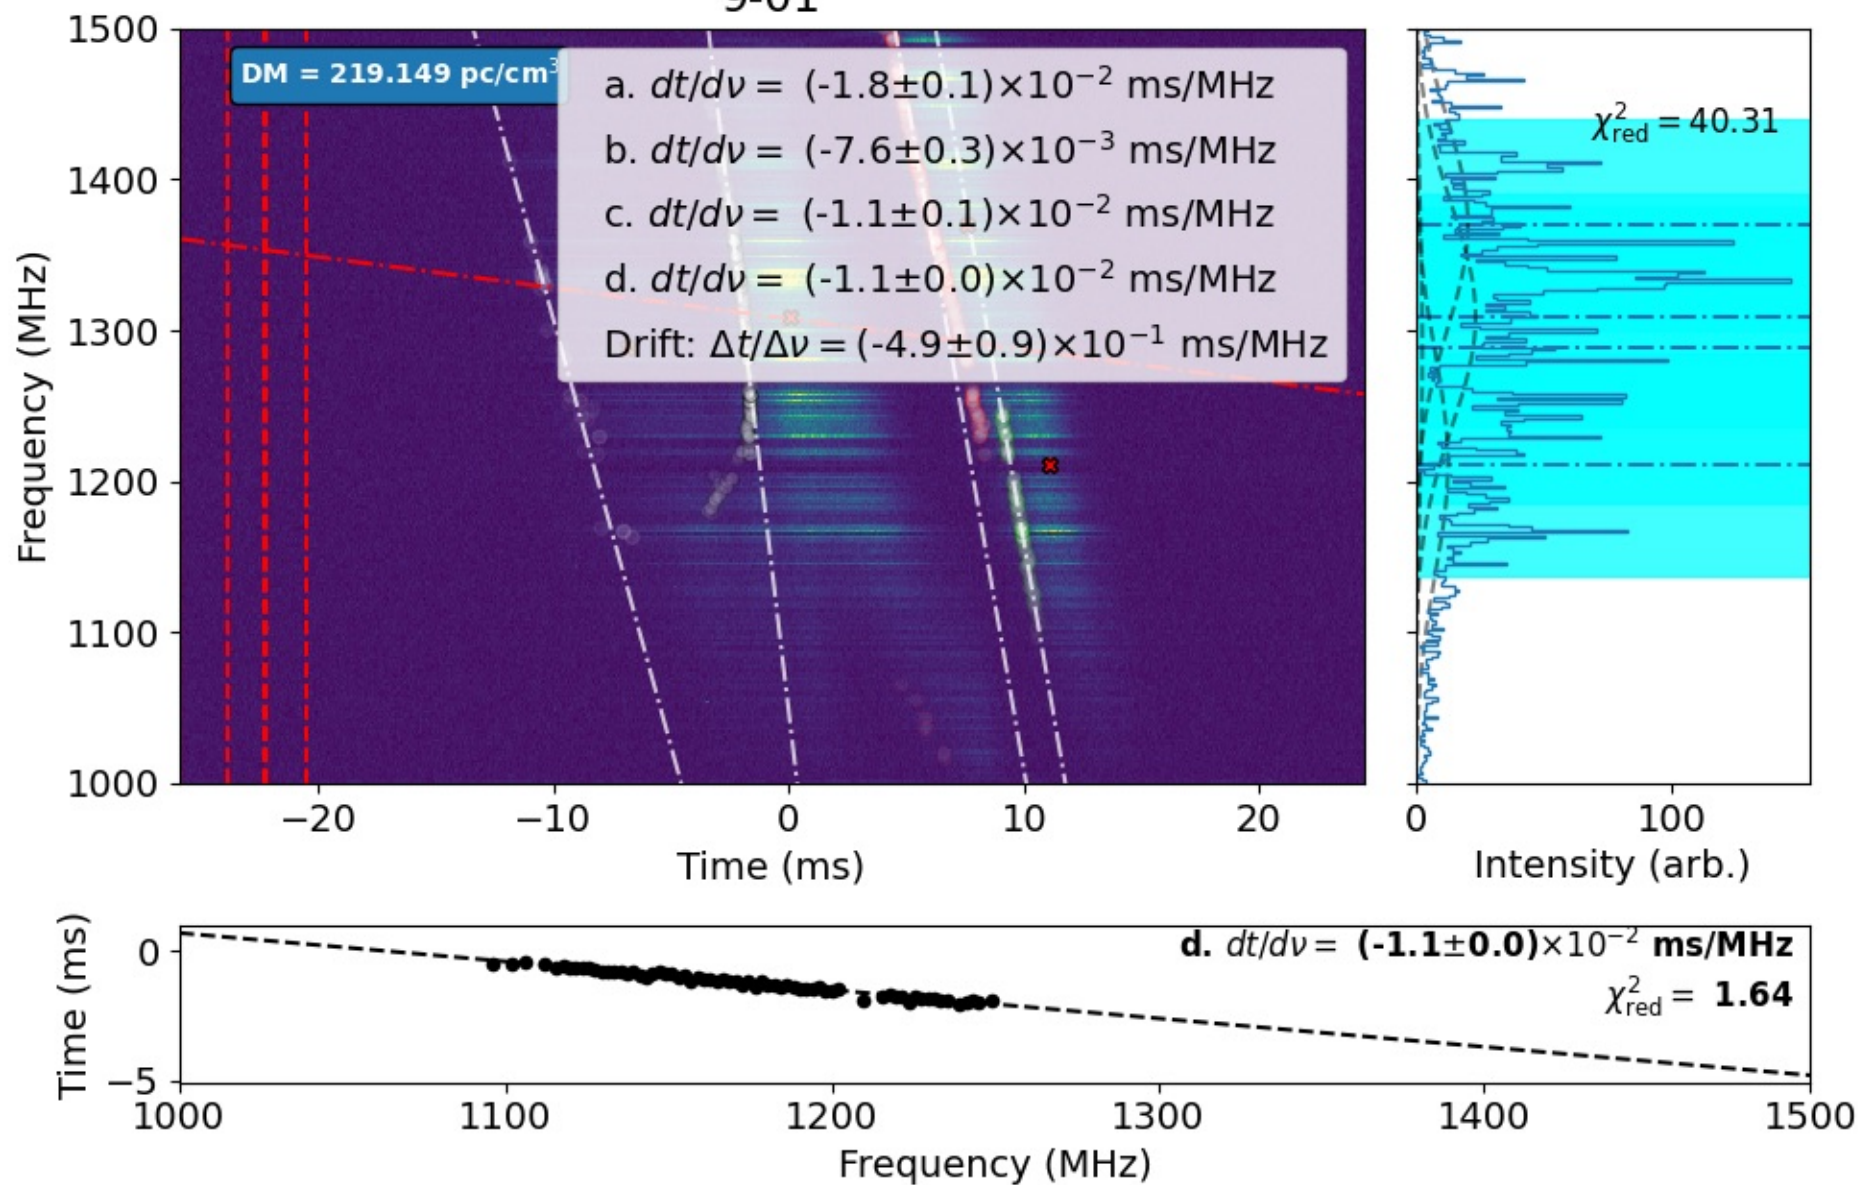 9-01
1500
1400
1300
1200
1100
1000
Frequency (MHz)
DM = 219.149 pc/cm³
a. dt/dν = (-1.8±0.1)×10⁻² ms/MHz
b. dt/dν = (-7.6±0.3)×10⁻³ ms/MHz
c. dt/dν = (-1.1±0.1)×10⁻² ms/MHz
d. dt/dν = (-1.1±0.0)×10⁻² ms/MHz
Drift: Δt/Δν = (-4.9±0.9)×10⁻¹ ms/MHz
−20 −10 0 10 20
Time (ms)
χ²red = 40.31
0 100
Intensity (arb.)
0
−5
Time (ms)
d. dt/dν = (-1.1±0.0)×10⁻² ms/MHz
χ²red = 1.64
1000 1100 1200 1300 1400 1500
Frequency (MHz)